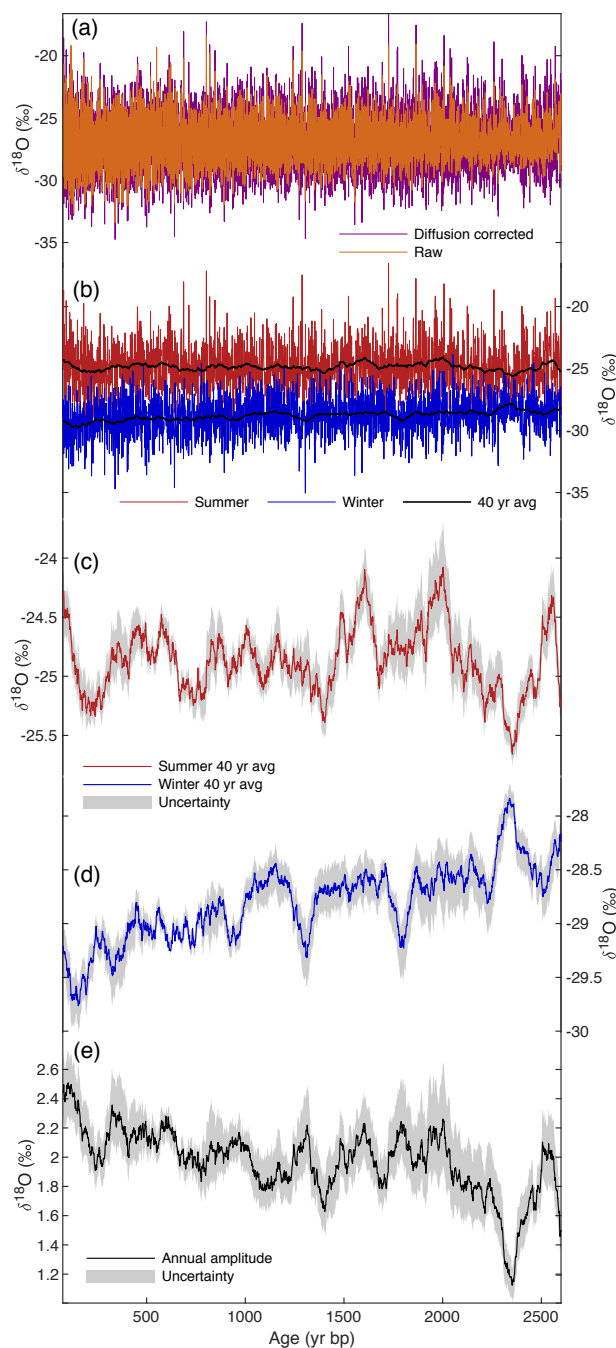 (a)
-20
-25
-30
-35
δ18O (‰)
Diffusion corrected
Raw
(b)
-20
-25
-30
-35
δ18O (‰)
Summer
Winter
40 yr avg
(c)
-24
-24.5
-25
-25.5
δ18O (‰)
Summer 40 yr avg
Winter 40 yr avg
Uncertainty
(d)
-28
-28.5
-29
-29.5
-30
δ18O (‰)
(e)
2.6
2.4
2.2
2
1.8
1.6
1.4
1.2
δ18O (‰)
Annual amplitude
Uncertainty
500 1000 1500 2000 2500
Age (yr bp)